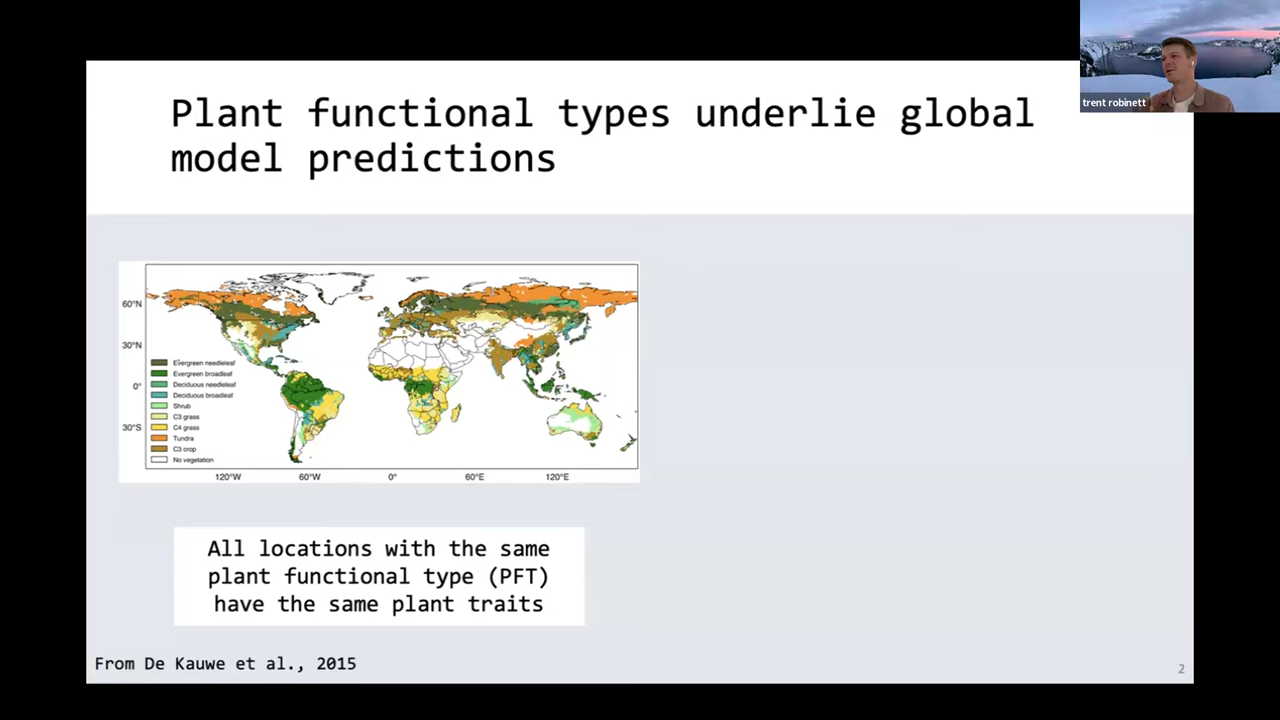 trent robinett
Plant functional types underlie global
model predictions
60°N
30°N
0°
30°S
Evergreen needleleaf
Evergreen broadleaf
Deciduous needleleaf
Deciduous broadleaf
Shrub
C3 grass
C4 grass
Tundra
C3 crop
No vegetation
120°W 60°W 0° 60°E 120°E
All locations with the same
plant functional type (PFT)
have the same plant traits
From De Kauwe et al., 2015
2